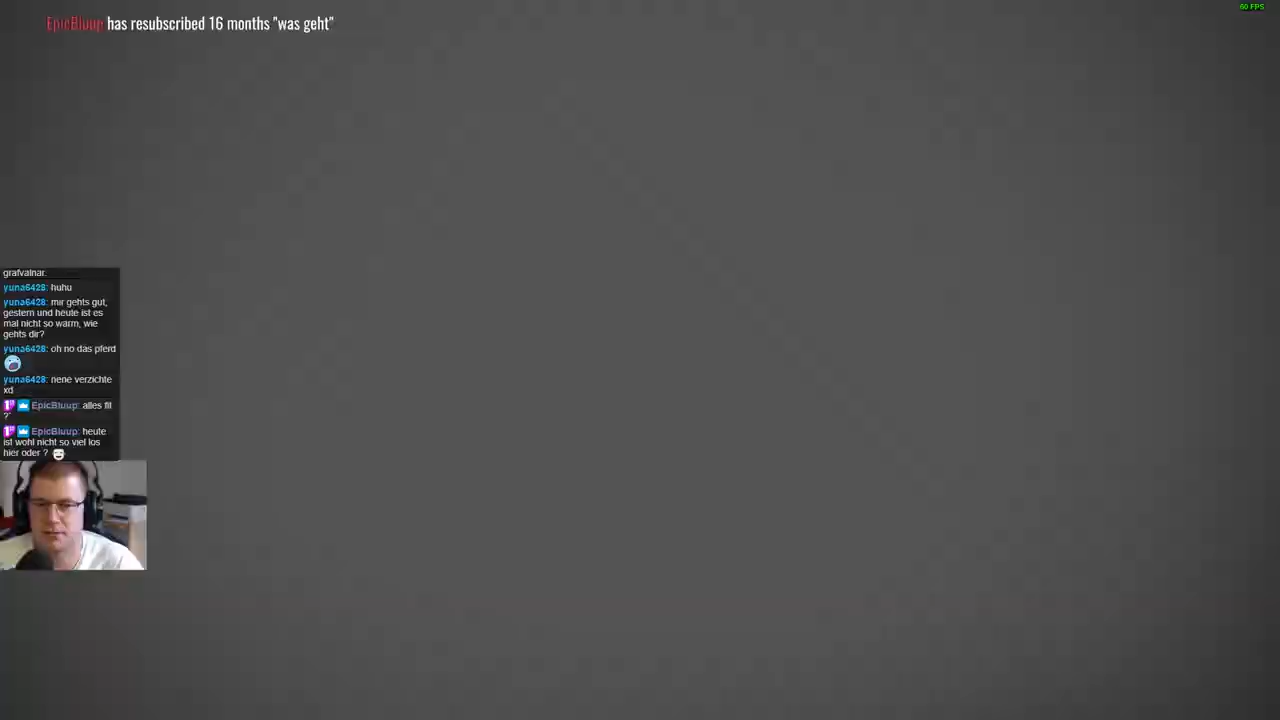 EpicBluup has resubscribed 16 months "was geht"
60 FPS
grafvalnar.
yuna6428: huhu
yuna6428: mir gehts gut,
gestern und heute ist es
mal nicht so warm, wie
gehts dir?
yuna6428: oh no das pferd
yuna6428: nene verzichte
xd
EpicBluup: alles fit
?`
EpicBluup: heute
ist wohl nicht so viel los
hier oder ?